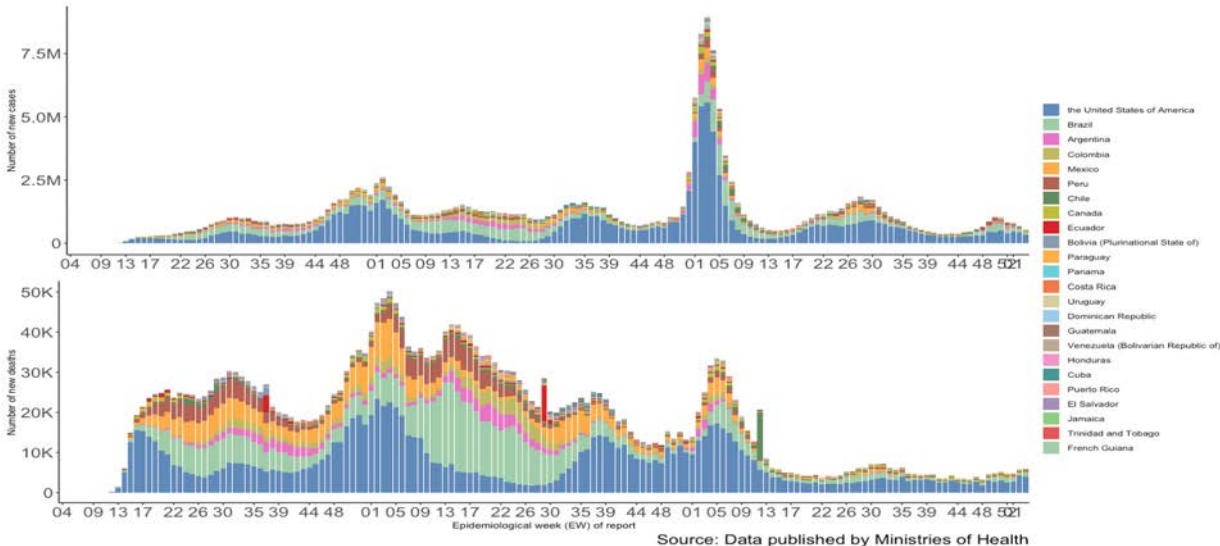 Number of new cases
7.5M
5.0M
2.5M
0
04 09 13 17 22 26 30 35 39 44 48 01 05 09 13 17 22 26 30 35 39 44 48 01 05 09 13 17 22 26 30 35 39 44 48 5021
Number of new deaths
50K
40K
30K
20K
10K
0
04 09 13 17 22 26 30 35 39 44 48 01 05 09 13 17 22 26 30 35 39 44 48 01 05 09 13 17 22 26 30 35 39 44 48
Epidemiological week (EW) of report
the United States of America
Brazil
Argentina
Colombia
Mexico
Peru
Chile
Canada
Ecuador
Bolivia (Plurinational State of)
Paraguay
Panama
Costa Rica
Uruguay
Dominican Republic
Guatemala
Venezuela (Bolivarian Republic of)
Honduras
Cuba
Puerto Rico
El Salvador
Jamaica
Trinidad and Tobago
French Guiana
Source: Data published by Ministries of Health